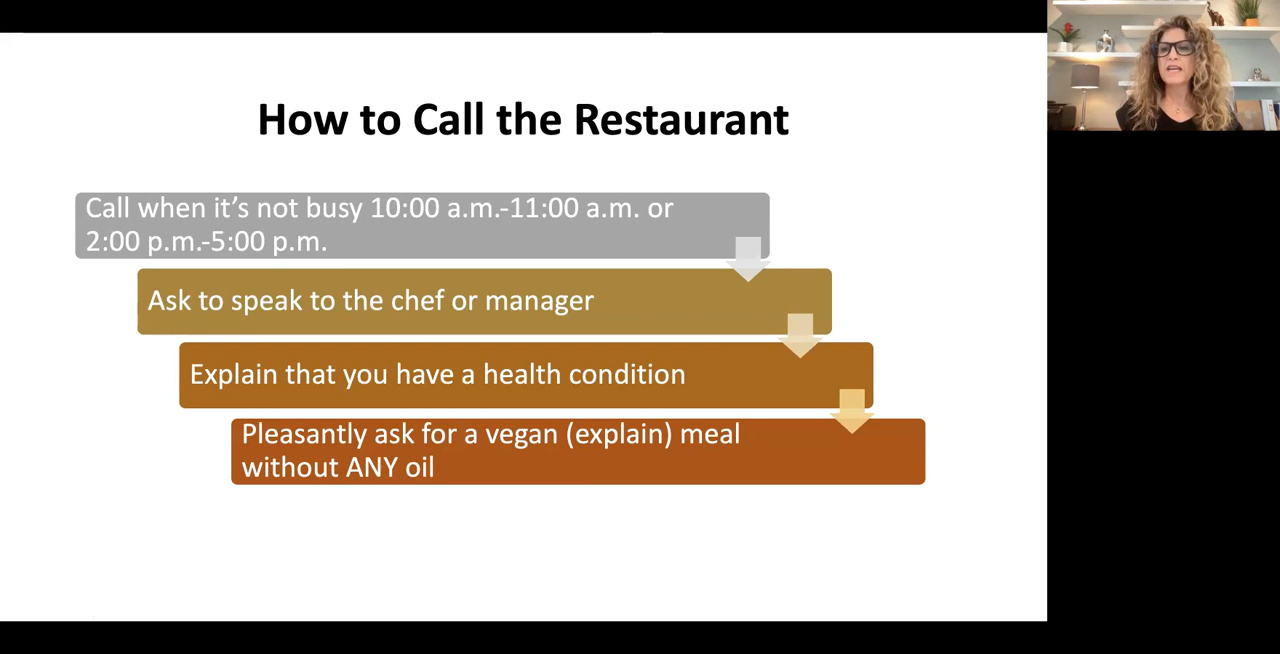 How to Call the Restaurant
Call when it’s not busy 10:00 a.m.-11:00 a.m. or
2:00 p.m.-5:00 p.m.
Ask to speak to the chef or manager
Explain that you have a health condition
Pleasantly ask for a vegan (explain) meal
without ANY oil